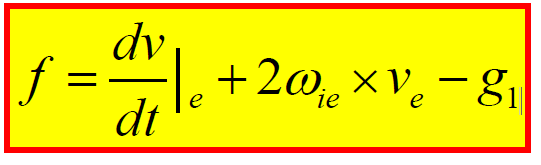 f = dv/dt|e + 2ωie × ve − g1|